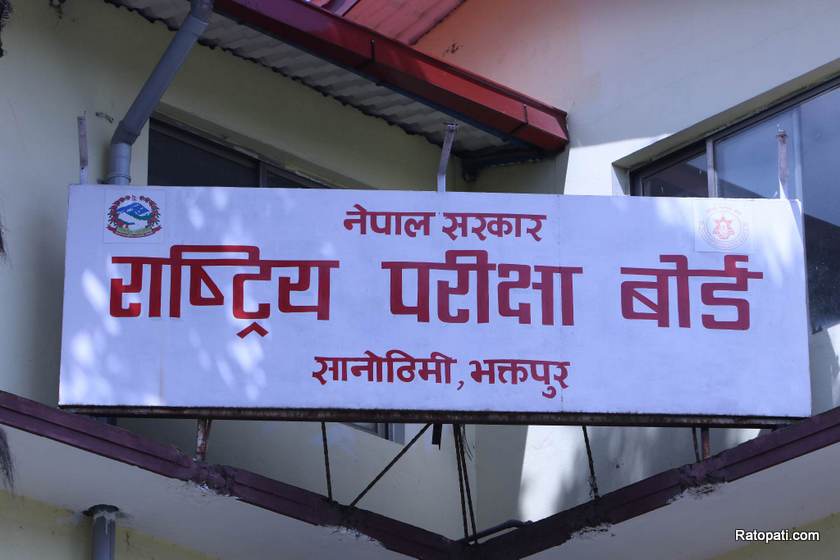 नेपाल सरकार
राष्ट्रिय परीक्षा बोर्ड
सानोठिमी, भक्तपुर
Ratopati.com